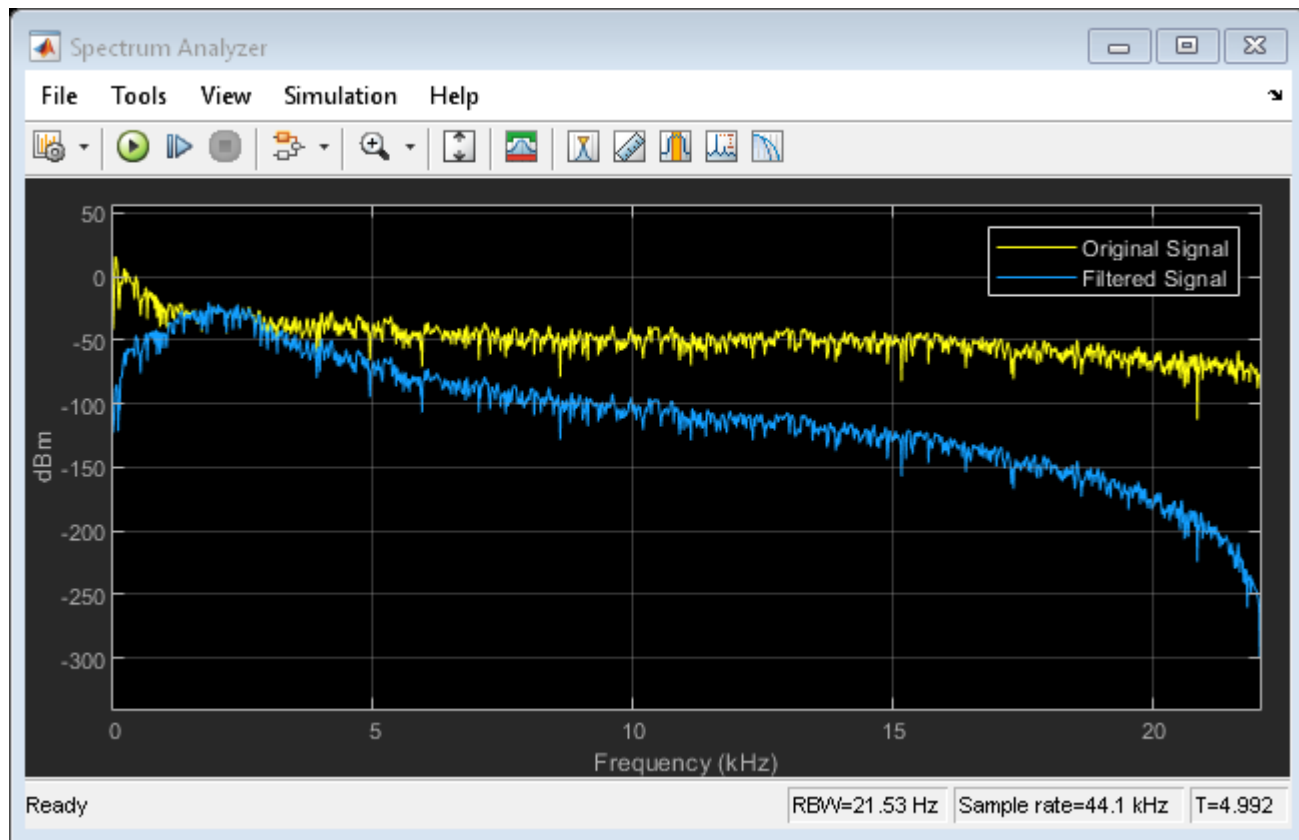 Spectrum Analyzer
File Tools View Simulation Help
50
0
-50
-100
-150
-200
-250
-300
dBm
Original Signal
Filtered Signal
0 5 10 15 20
Frequency (kHz)
Ready RBW=21.53 Hz Sample rate=44.1 kHz T=4.992